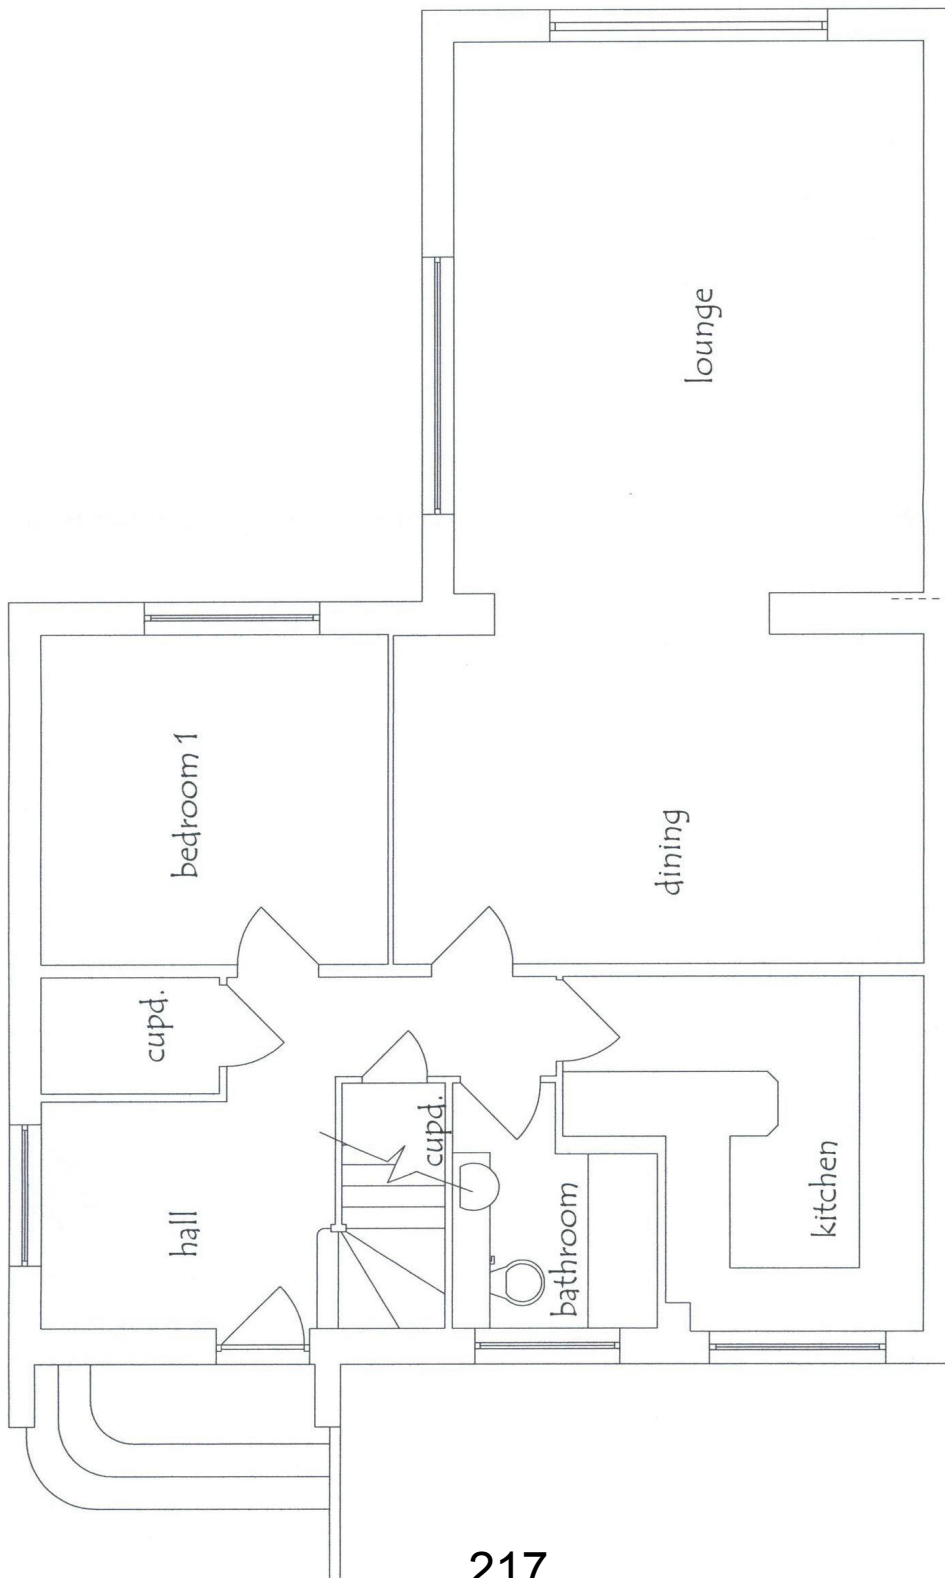 lounge
bedroom 1
dining
cupd.
cupd.
hall
kitchen
bathroom
217